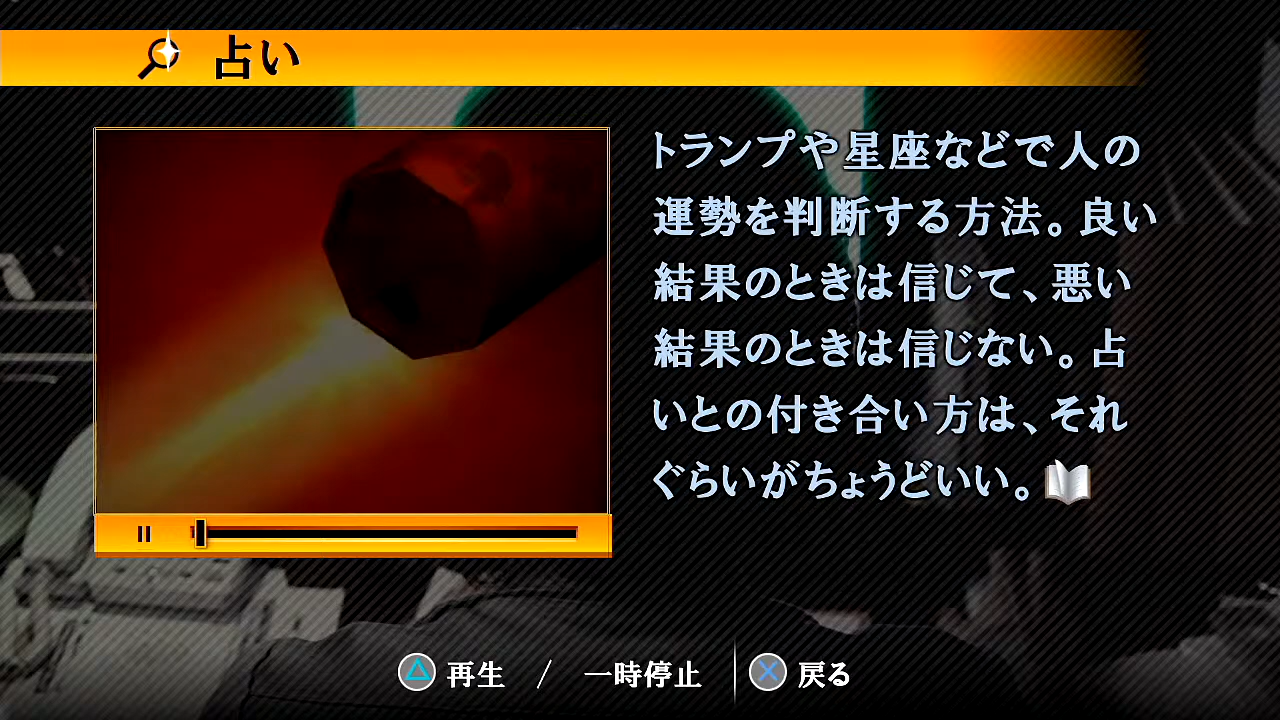 占い
トランプや星座などで人の
運勢を判断する方法。良い
結果のときは信じて、悪い
結果のときは信じない。占
いとの付き合い方は、それ
ぐらいがちょうどいい。
再生 / 一時停止 戻る